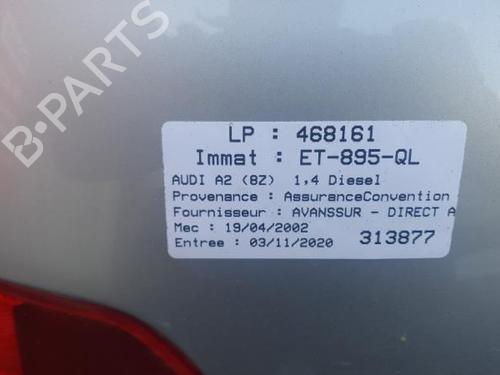 B-PARTS
LP : 468161
Immat : ET-895-QL
AUDI A2 (8Z) 1,4 Diesel
Provenance : AssuranceConvention
Fournisseur : AVANSSUR - DIRECT A
Mec : 19/04/2002
Entree : 03/11/2020 313877